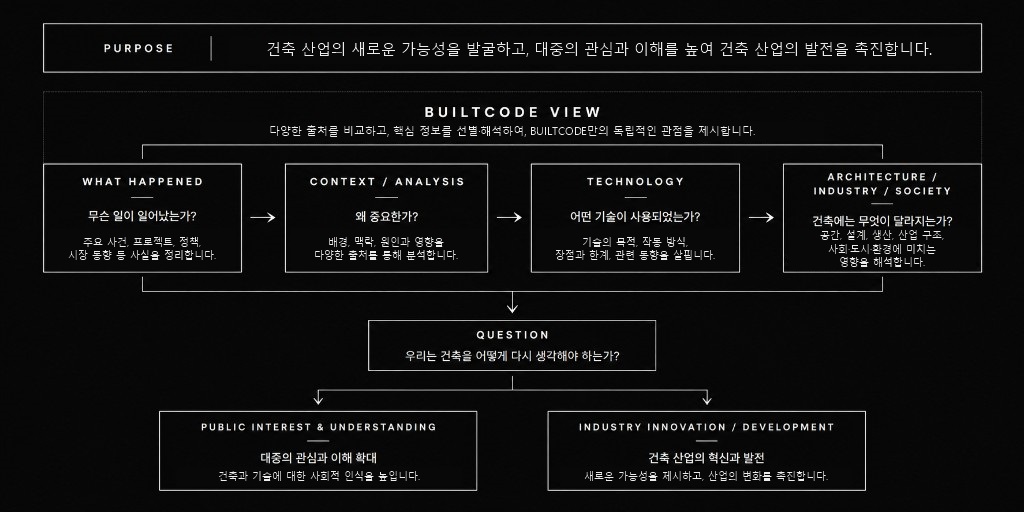 PURPOSE
건축 산업의 새로운 가능성을 발굴하고, 대중의 관심과 이해를 높여 건축 산업의 발전을 촉진합니다.
BUILTCODE VIEW
다양한 출처를 비교하고, 핵심 정보를 선별·해석하여, BUILTCODE만의 독립적인 관점을 제시합니다.
WHAT HAPPENED
무슨 일이 일어났는가?
주요 사건, 프로젝트, 정책,
시장 동향 등 사실을 정리합니다.
CONTEXT / ANALYSIS
왜 중요한가?
배경, 맥락, 원인과 영향을
다양한 출처를 통해 분석합니다.
TECHNOLOGY
어떤 기술이 사용되었는가?
기술의 목적, 작동 방식,
장점과 한계, 관련 동향을 살핍니다.
ARCHITECTURE /
INDUSTRY / SOCIETY
건축에는 무엇이 달라지는가?
공간, 설계, 생산, 산업 구조,
사회·도시·환경에 미치는
영향을 해석합니다.
QUESTION
우리는 건축을 어떻게 다시 생각해야 하는가?
PUBLIC INTEREST & UNDERSTANDING
대중의 관심과 이해 확대
건축과 기술에 대한 사회적 인식을 높입니다.
INDUSTRY INNOVATION / DEVELOPMENT
건축 산업의 혁신과 발전
새로운 가능성을 제시하고, 산업의 변화를 촉진합니다.